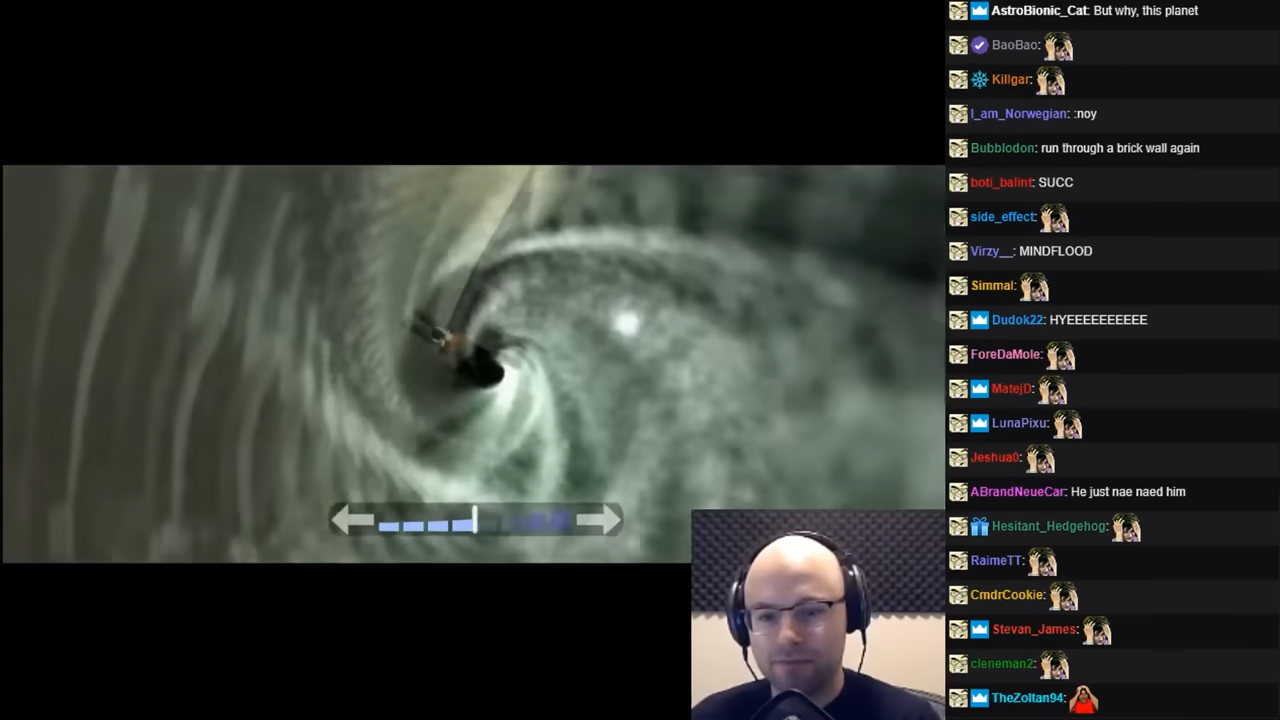 AstroBionic_Cat: But why, this planet
BaoBao:
Killgar:
I_am_Norwegian: :noy
Bubblodon: run through a brick wall again
boti_balint: SUCC
side_effect:
Virzy__: MINDFLOOD
Simmal:
Dudok22: HYEEEEEEEEEE
ForeDaMole:
MatejD:
LunaPixu:
Jeshua0:
ABrandNeueCar: He just nae naed him
Hesitant_Hedgehog:
RaimeTT:
CmdrCookie:
Stevan_James:
cleneman2:
TheZoltan94: